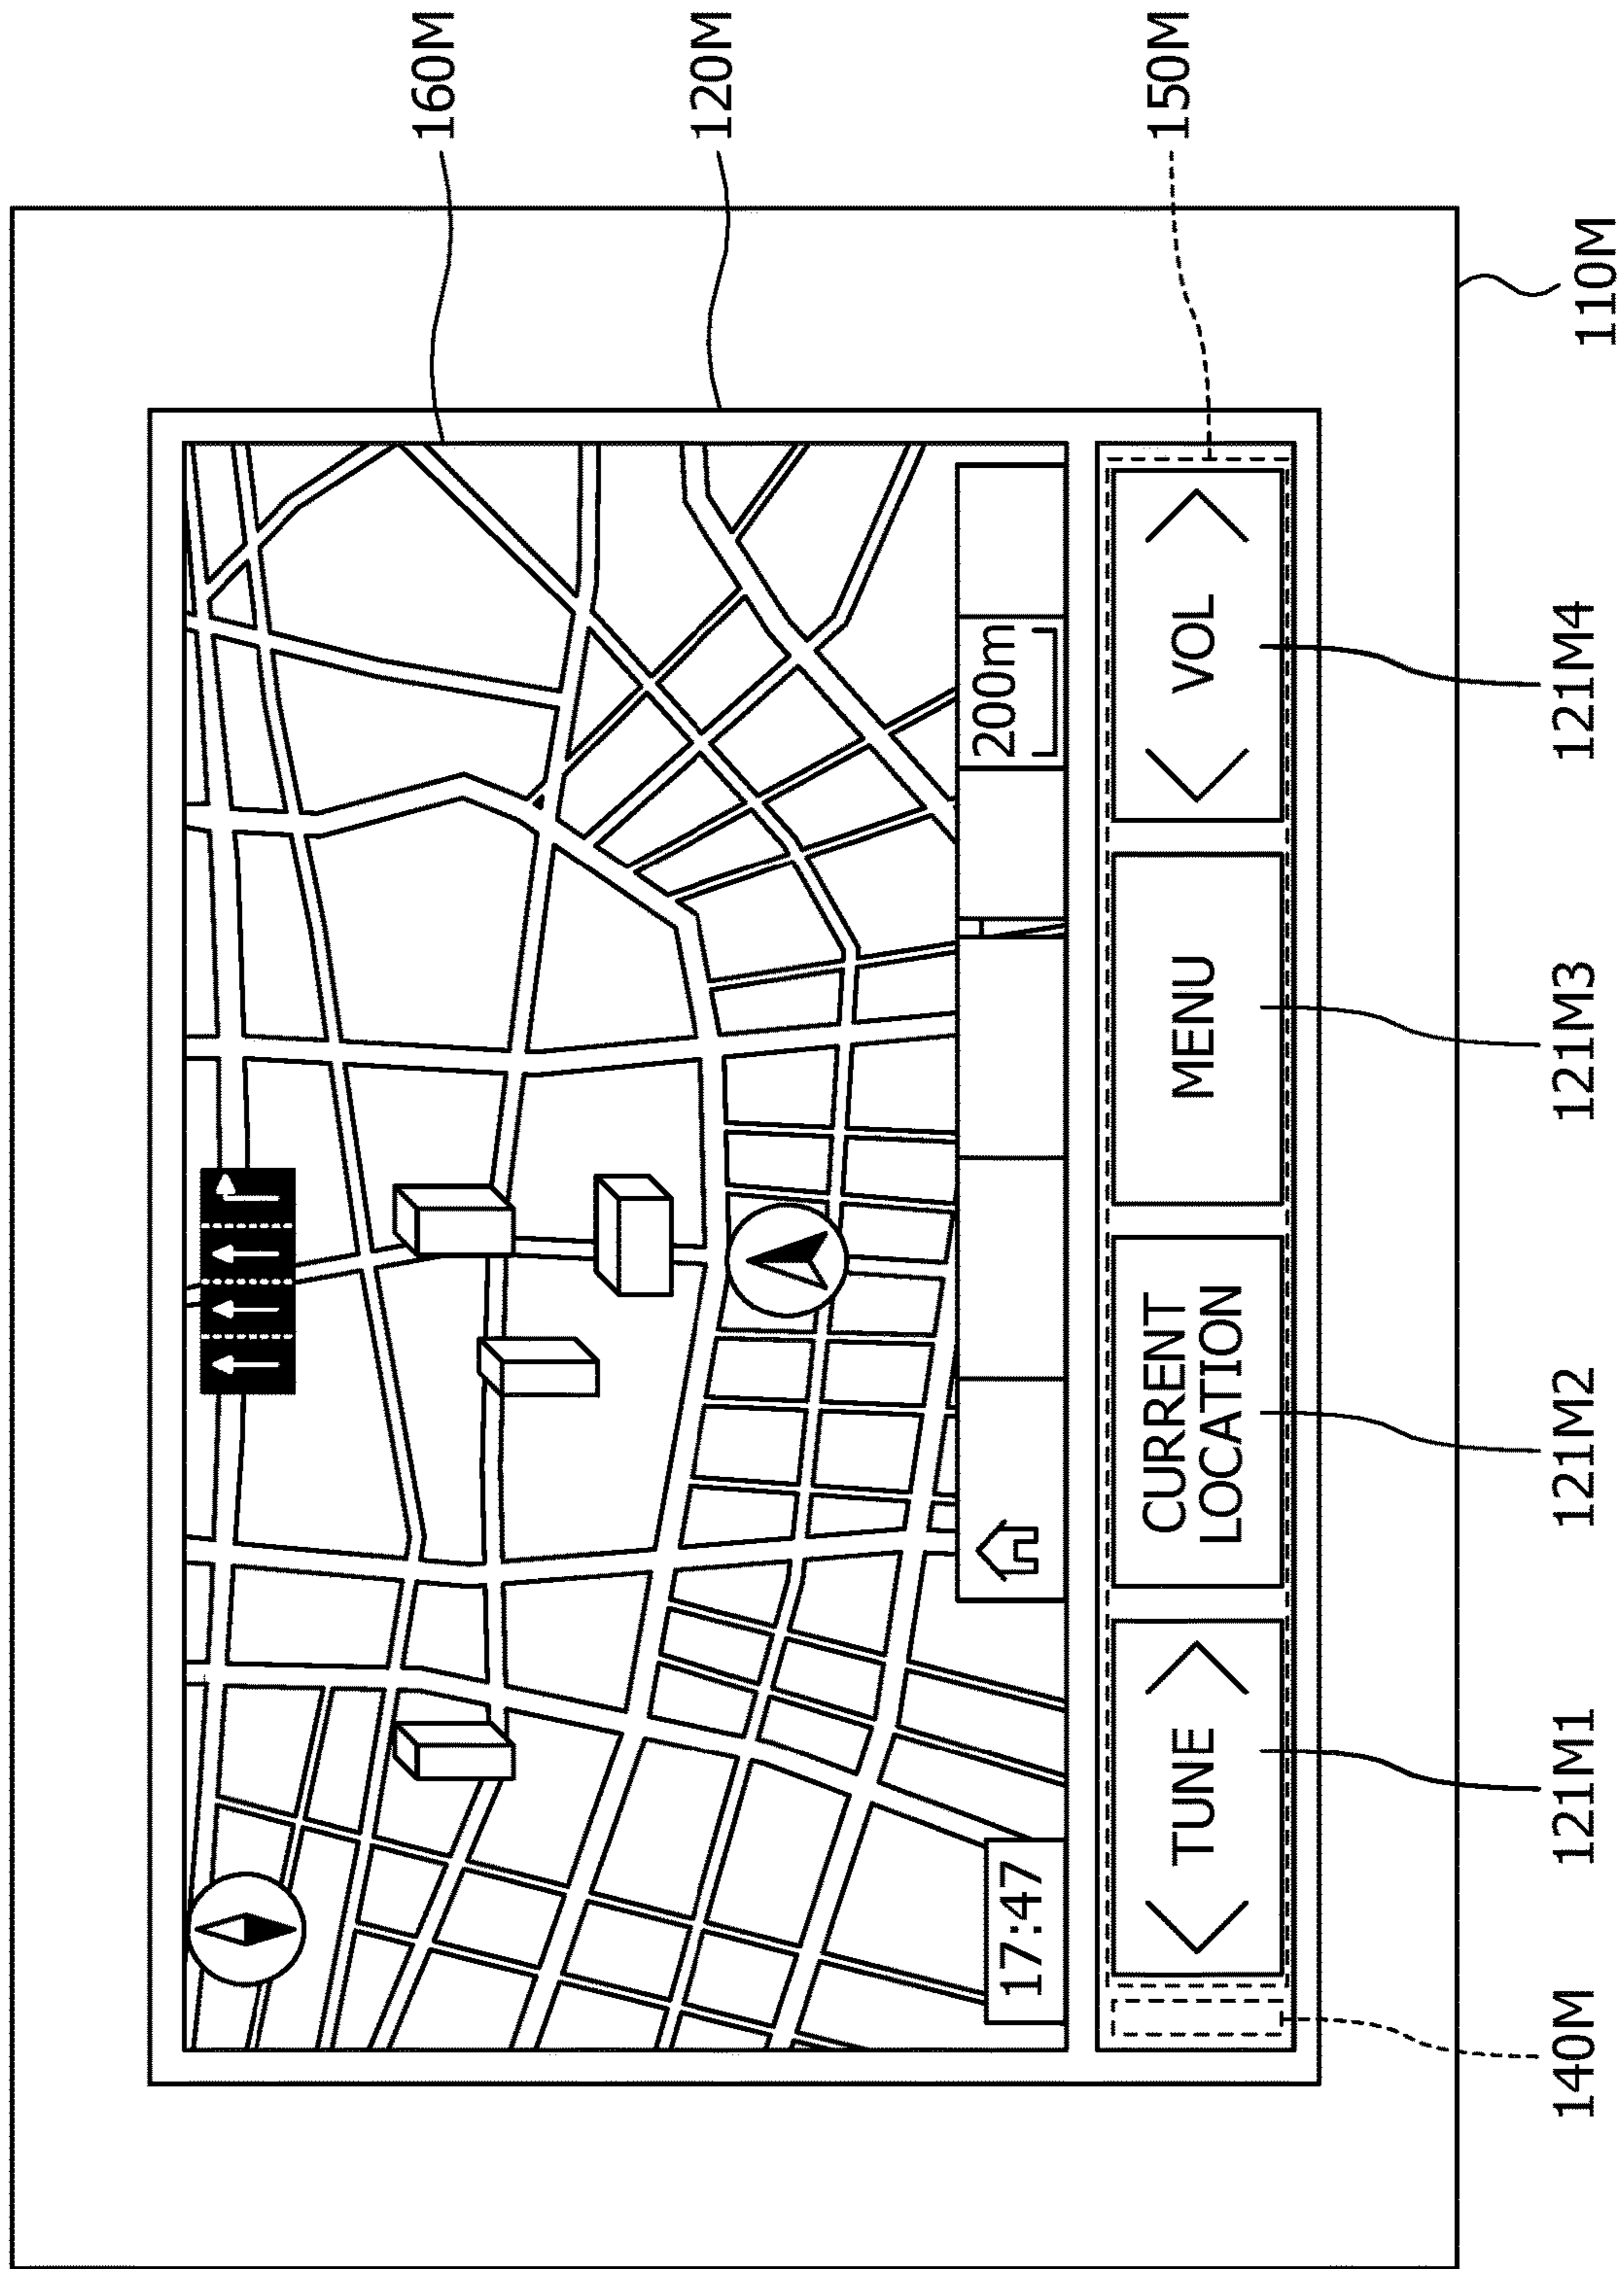 160M
120M
150M
200m
17:47
< TUNE >
CURRENT
LOCATION
MENU
< VOL >
140M
121M1
121M2
121M3
121M4
110M